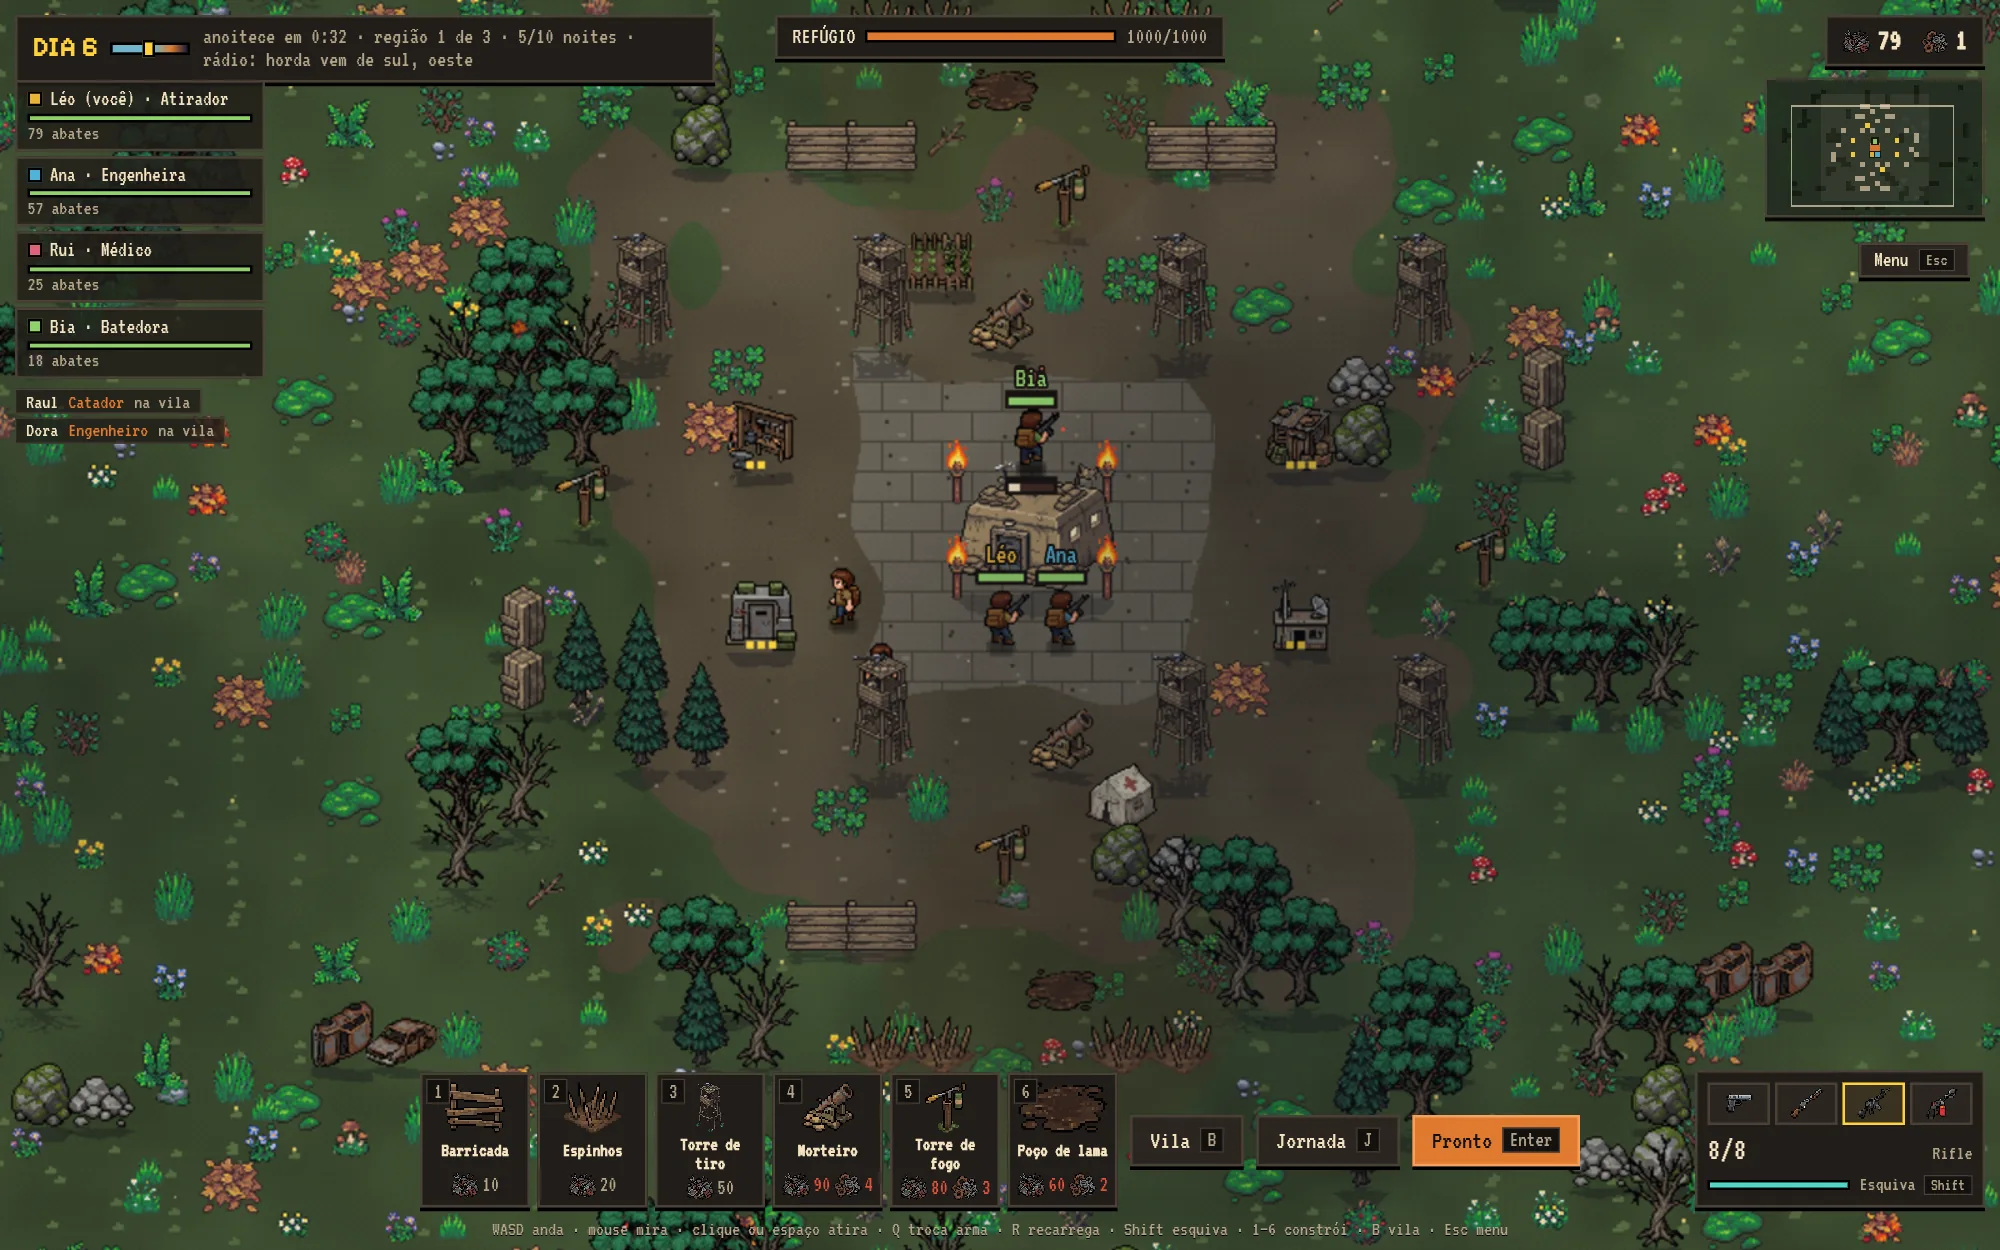 DIA 6
anoitece em 0:32 · região 1 de 3 · 5/10 noites ·
rádio: horda vem de sul, oeste
REFÚGIO 1000/1000
79 1
Léo (você) · Atirador
79 abates
Ana · Engenheira
57 abates
Rui · Médico
25 abates
Bia · Batedora
18 abates
Raul Catador na vila
Dora Engenheiro na vila
Menu Esc
Bia
Léo Ana
1 Barricada 10
2 Espinhos 20
3 Torre de
tiro
50
4 Morteiro 90 4
5 Torre de
fogo
80 3
6 Poço de lama 60 2
Vila B
Jornada J
Pronto Enter
8/8 Rifle
Esquiva Shift
WASD anda · mouse mira · clique ou espaço atira · Q troca arma · R recarrega · Shift esquiva · 1-6 constrói · B vila · Esc menu